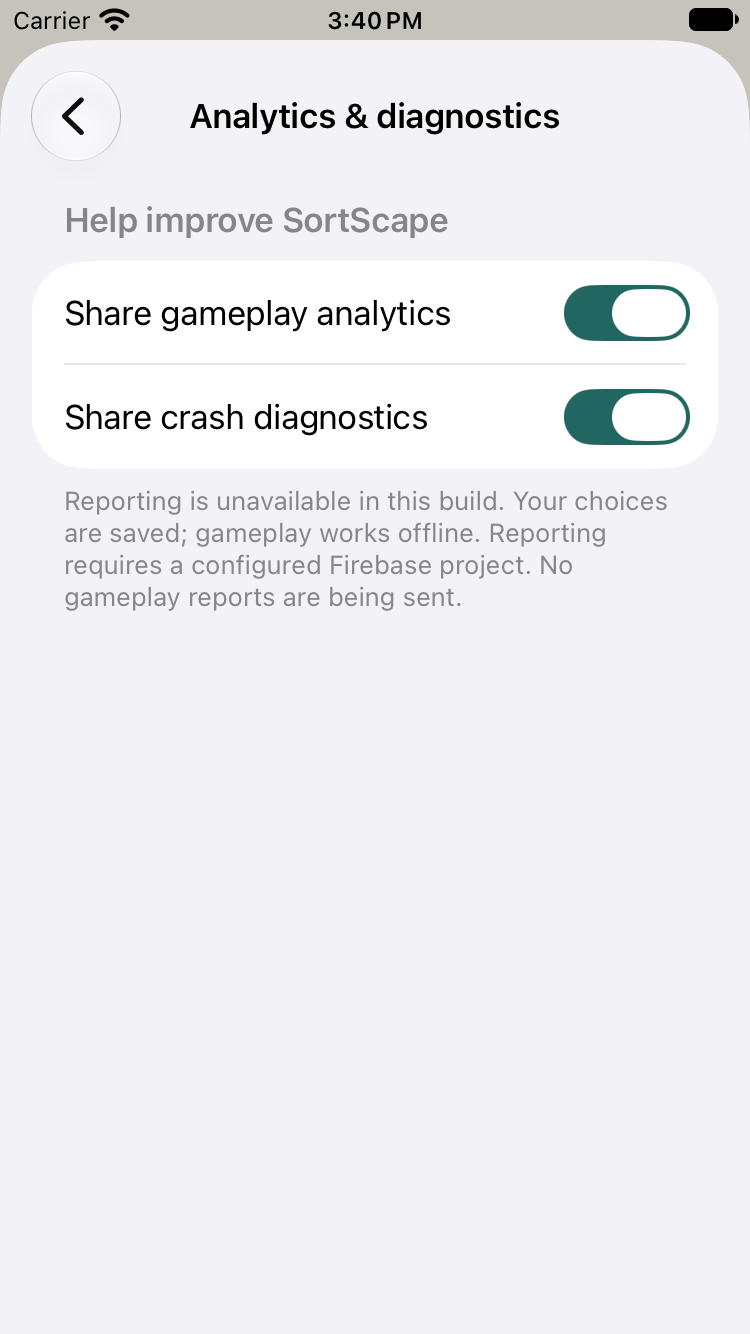 Carrier 3:40 PM
Analytics & diagnostics
Help improve SortScape
Share gameplay analytics
Share crash diagnostics
Reporting is unavailable in this build. Your choices
are saved; gameplay works offline. Reporting
requires a configured Firebase project. No
gameplay reports are being sent.